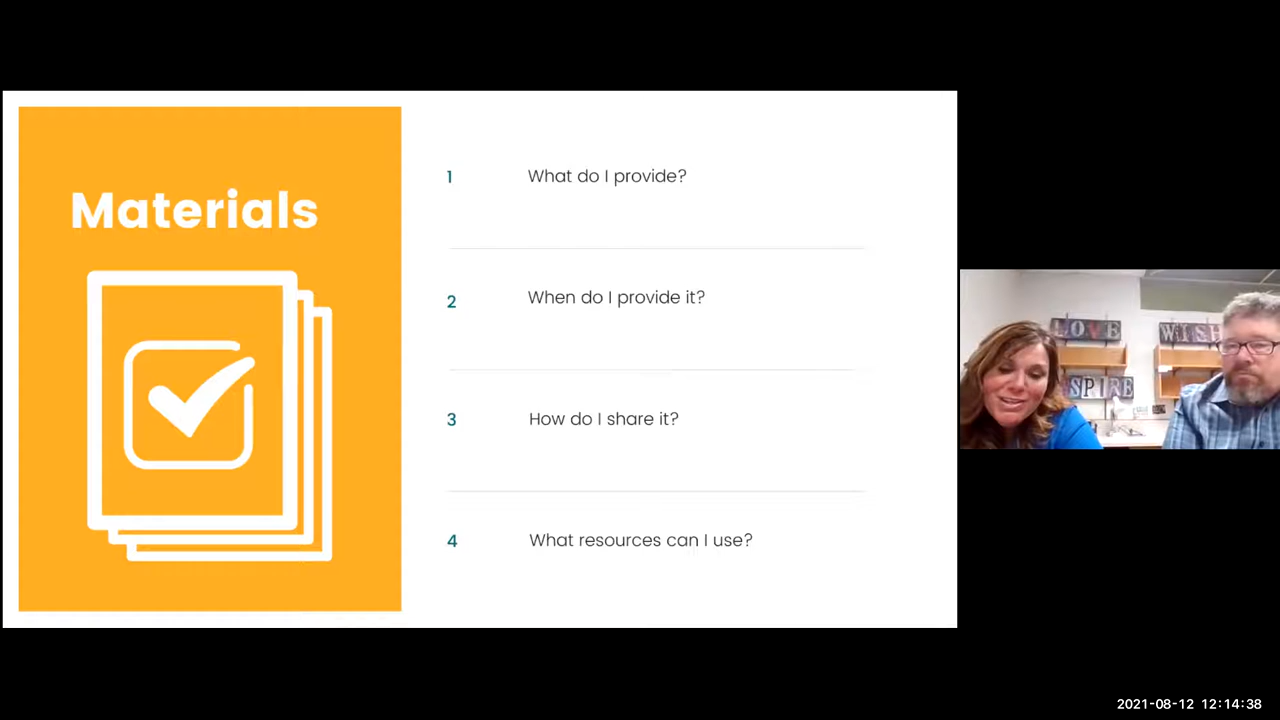 Materials
1 What do I provide?
2 When do I provide it?
3 How do I share it?
4 What resources can I use?
LOVE
WISH
SPIRE
2021-08-12 12:14:38